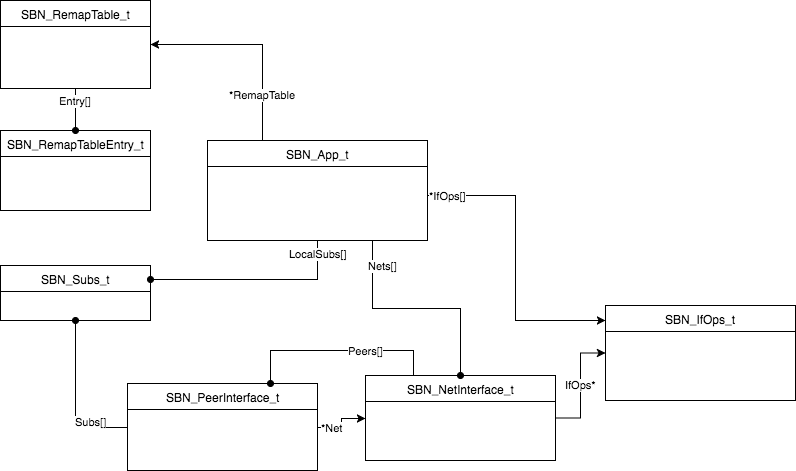 SBN_RemapTable_t
*RemapTable
Entry[]
SBN_RemapTableEntry_t
SBN_App_t
*IfOps[]
LocalSubs[]
Nets[]
SBN_Subs_t
SBN_IfOps_t
Peers[]
SBN_PeerInterface_t
SBN_NetInterface_t
IfOps*
Subs[]
*Net